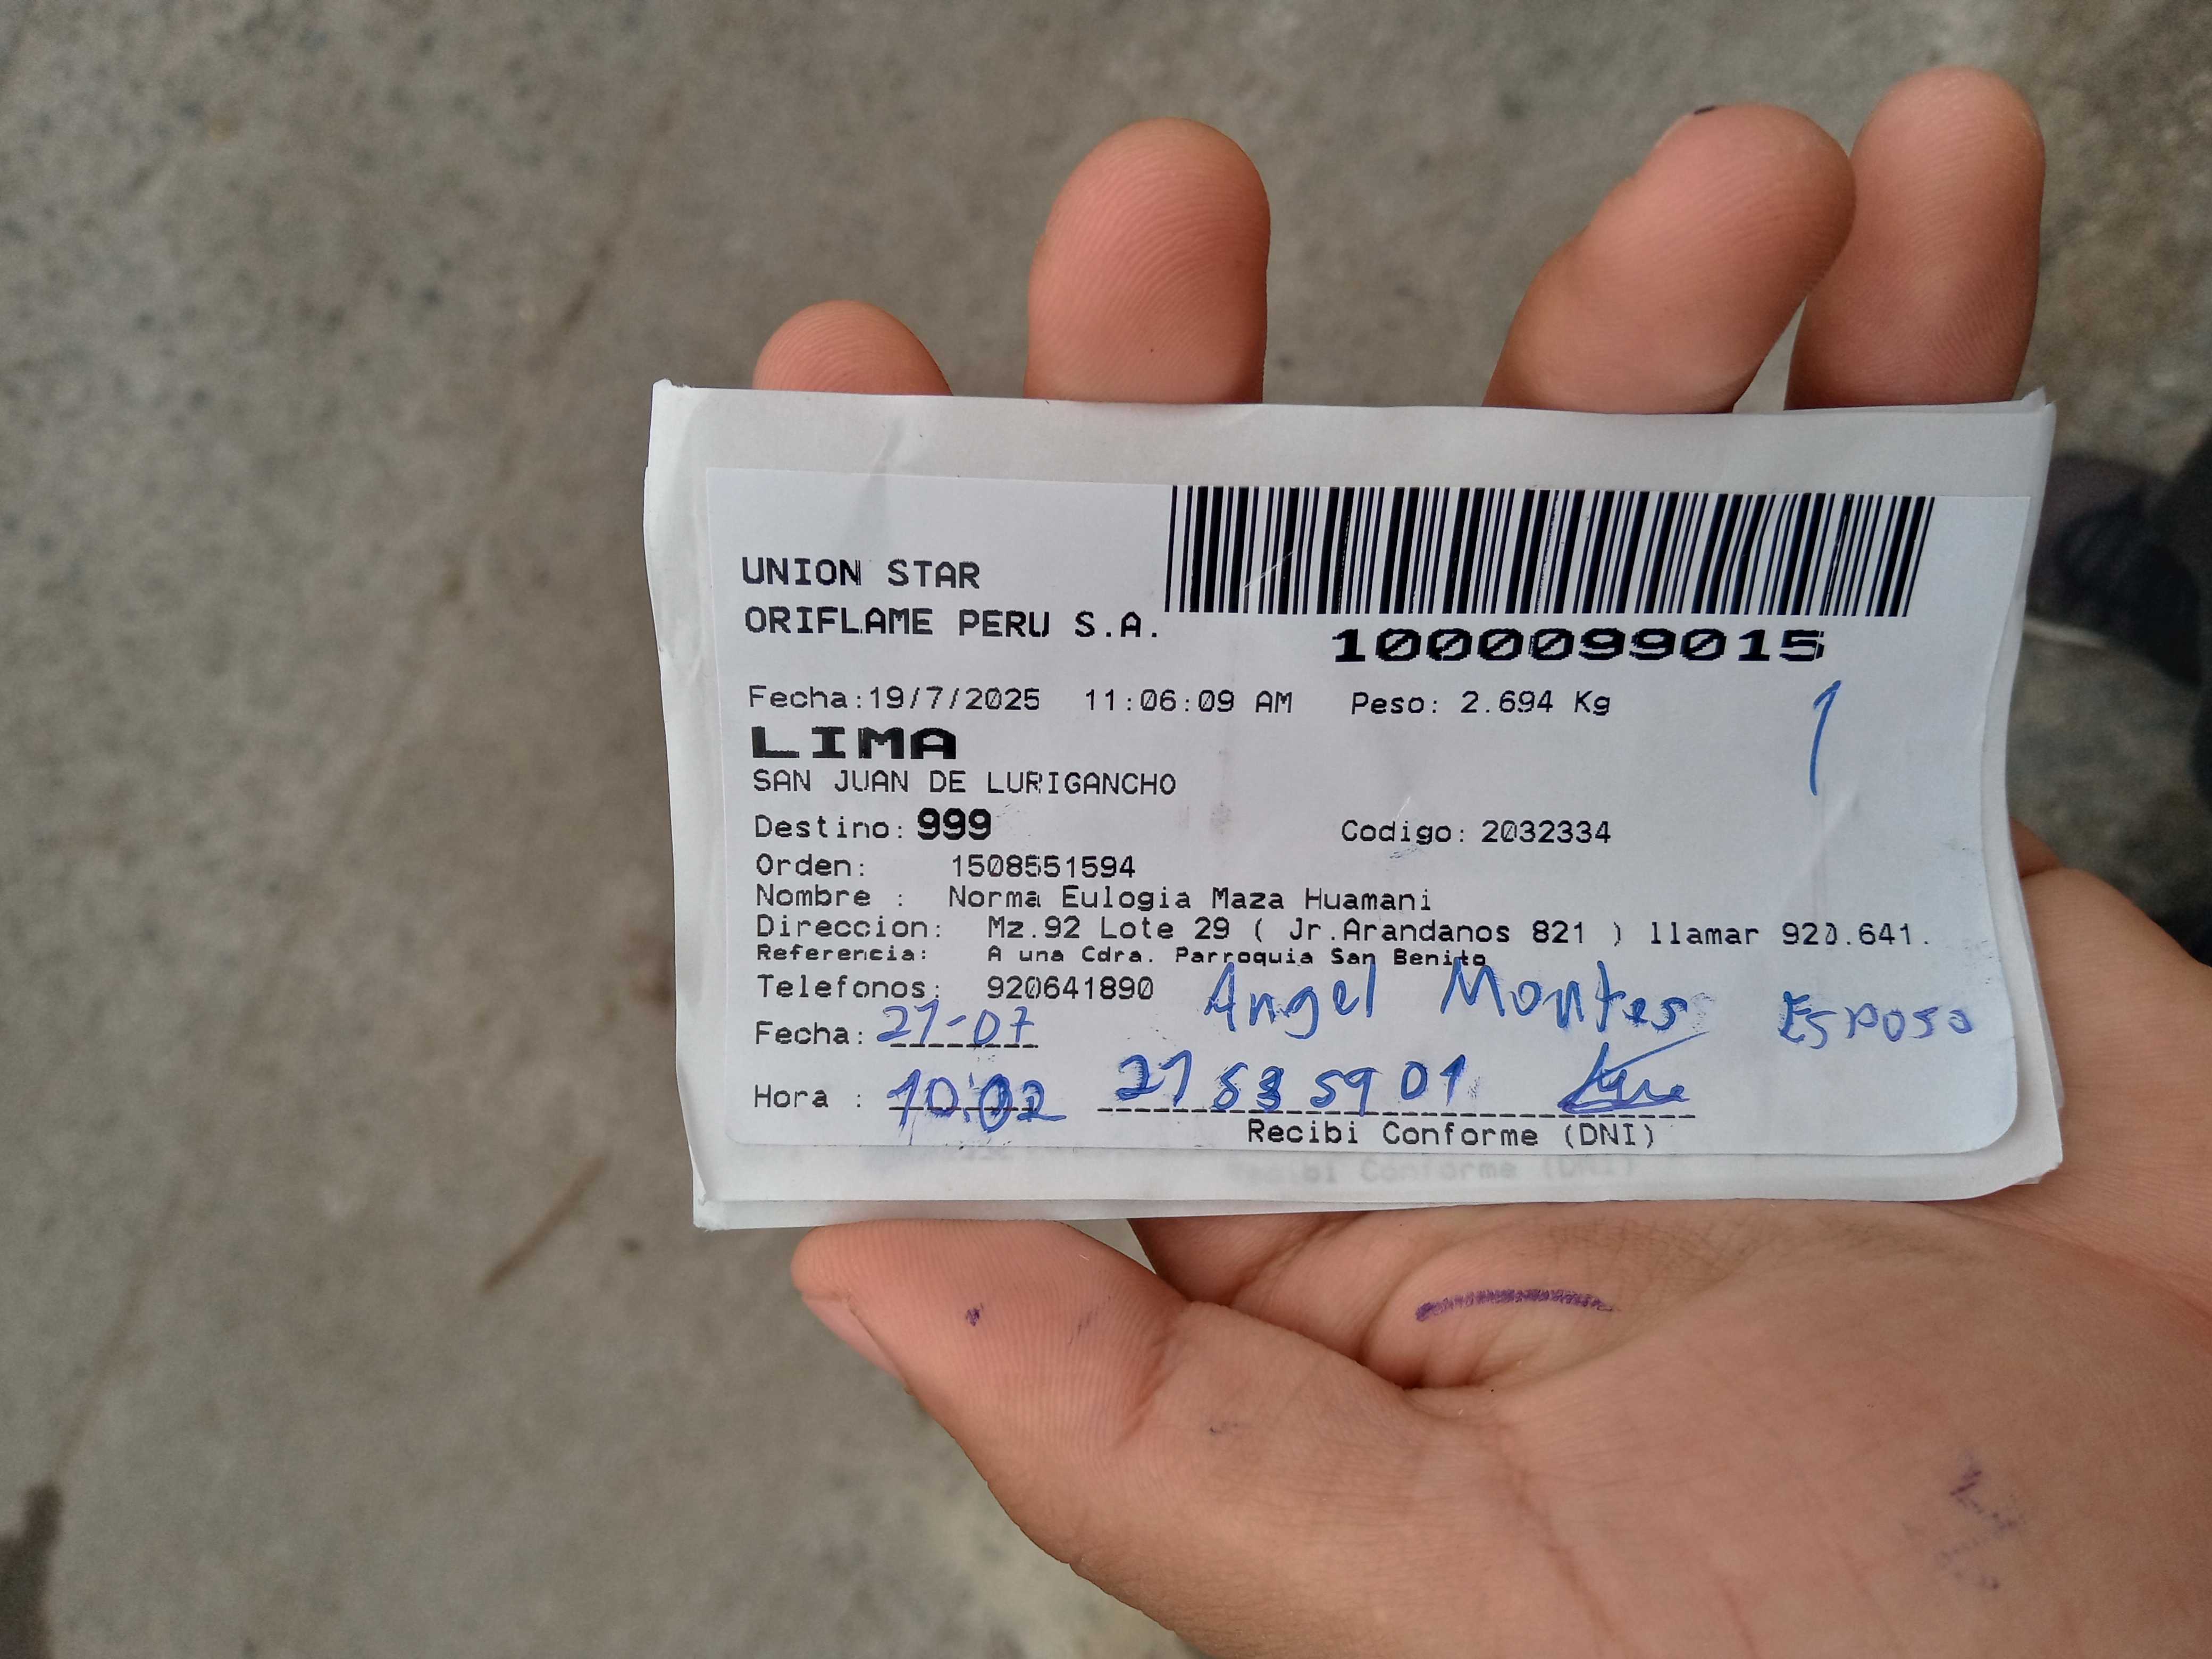 UNION STAR
ORIFLAME PERU S.A.
1000099015
Fecha:19/7/2025 11:06:09 AM Peso: 2.694 Kg
1
LIMA
SAN JUAN DE LURIGANCHO
Destino: 999 Codigo: 2032334
Orden: 1508551594
Nombre : Norma Eulogia Maza Huamani
Direccion: Mz.92 Lote 29 ( Jr.Arandanos 821 ) llamar 920.641.
Referencia: A una Cdra. Parroquia San Benito
Telefonos: 920641890 Angel Montes Esposo
Fecha: 21-07
Hora : 10:02
Recibi Conforme (DNI)